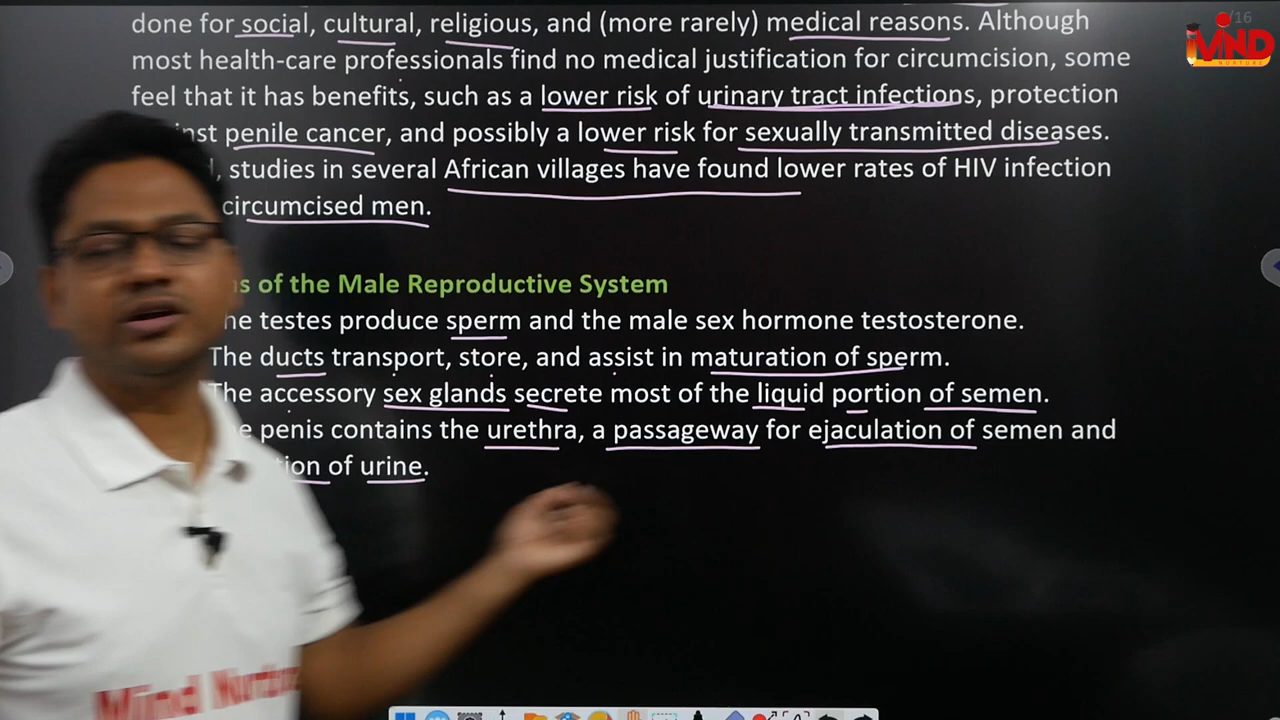 done for social, cultural, religious, and (more rarely) medical reasons. Although
/16
MIND
NURTURE
most health-care professionals find no medical justification for circumcision, some
feel that it has benefits, such as a lower risk of urinary tract infections, protection
penile cancer, and possibly a lower risk for sexually transmitted diseases.
, studies in several African villages have found lower rates of HIV infection
circumcised men.
of the Male Reproductive System
testes produce sperm and the male sex hormone testosterone.
The ducts transport, store, and assist in maturation of sperm.
The accessory sex glands secrete most of the liquid portion of semen.
penis contains the urethra, a passageway for ejaculation of semen and
of urine.
Mind